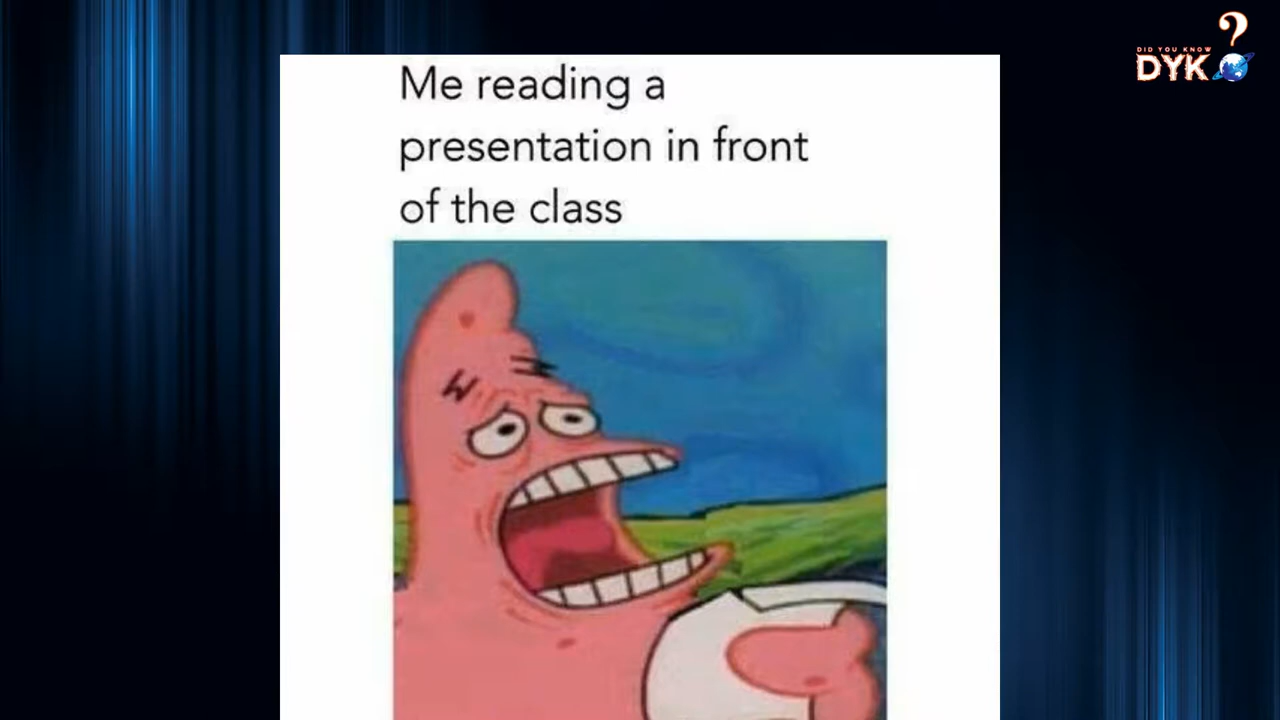 Me reading a
presentation in front
of the class
DID YOU KNOW
?
DYK